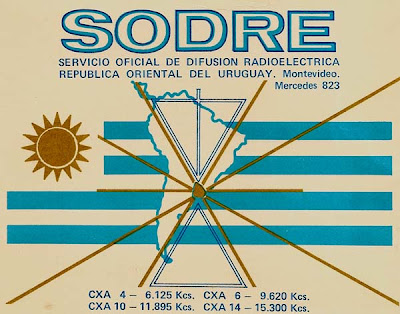 SODRE
SERVICIO OFICIAL DE DIFUSION RADIOELECTRICA
REPUBLICA ORIENTAL DEL URUGUAY. Montevideo.
Mercedes 823
CXA 4 – 6.125 Kcs. CXA 6 – 9.620 Kcs.
CXA 10 – 11.895 Kcs. CXA 14 – 15.300 Kcs.